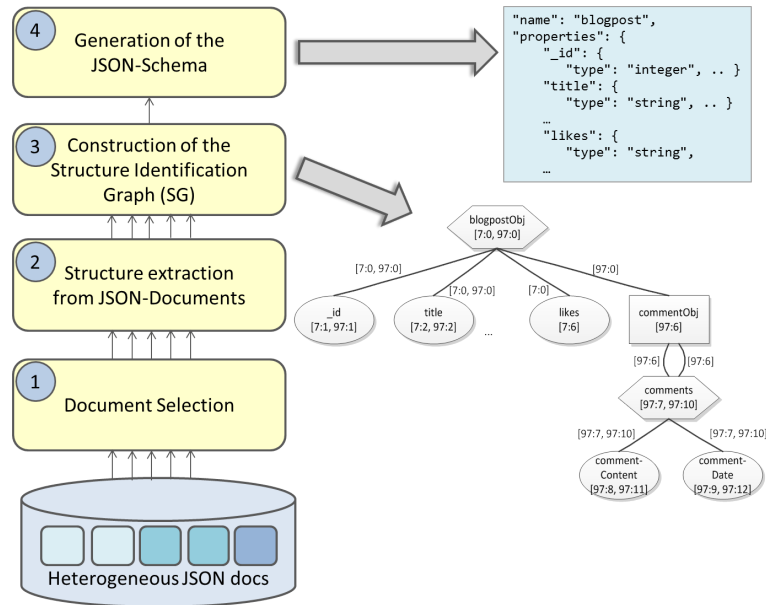 4
Generation of the
JSON-Schema
"name": "blogpost",
"properties": {
"_id": {
"type": "integer", .. }
"title": {
"type": "string", .. }
…
"likes": {
"type": "string",
…
3
Construction of the
Structure Identification
Graph (SG)
blogpostObj
[7:0, 97:0]
[7:0, 97:0]
[7:0, 97:0]
[7:0]
[97:0]
_id
[7:1, 97:1]
title
[7:2, 97:2]
...
likes
[7:6]
commentObj
[97:6]
[97:6]
[97:6]
comments
[97:7, 97:10]
[97:7, 97:10]
[97:7, 97:10]
comment-
Content
[97:8, 97:11]
comment-
Date
[97:9, 97:12]
2
Structure extraction
from JSON-Documents
1
Document Selection
Heterogeneous JSON docs